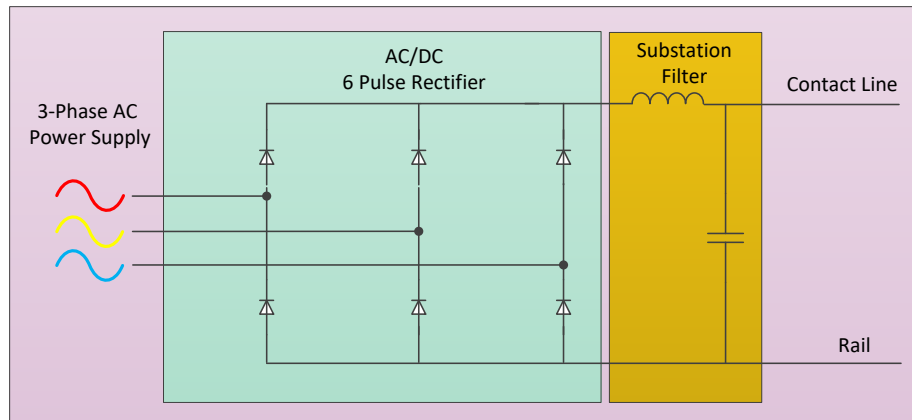 AC/DC
6 Pulse Rectifier
Substation
Filter
Contact Line
3-Phase AC
Power Supply
Rail